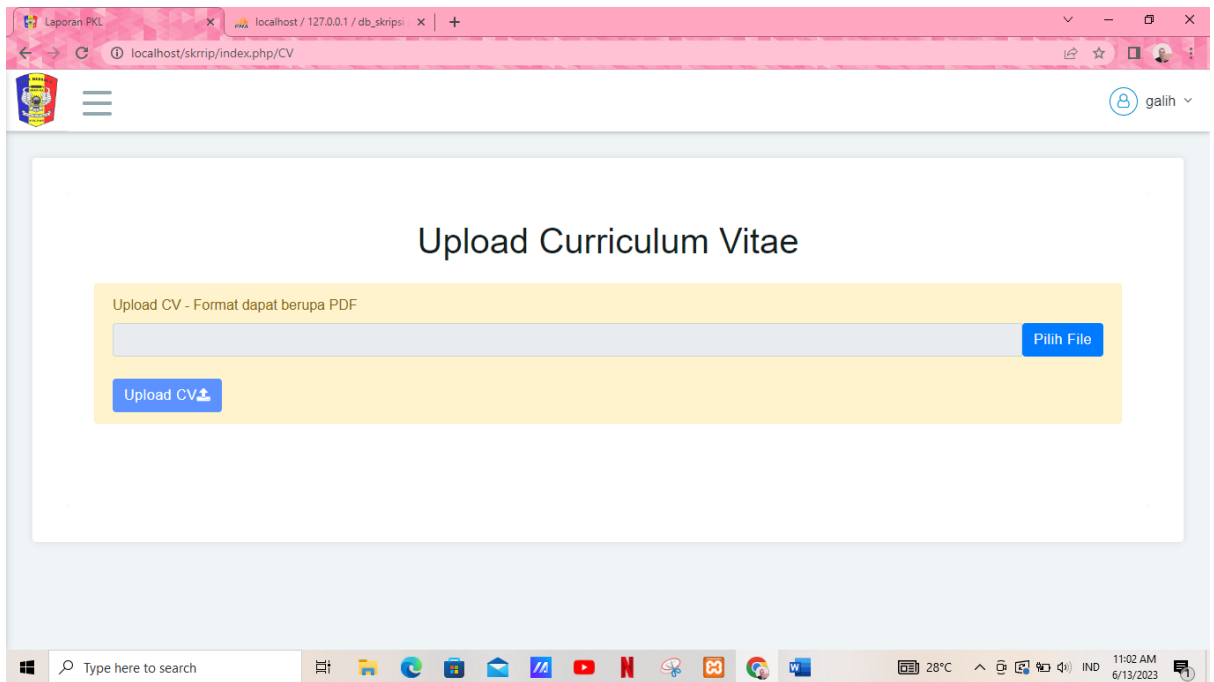 Laporan PKL
localhost / 127.0.0.1 / db_skripsi
localhost/skrrip/index.php/CV
galih
Upload Curriculum Vitae
Upload CV - Format dapat berupa PDF
Pilih File
Upload CV
Type here to search
28°C
IND
11:02 AM
6/13/2023